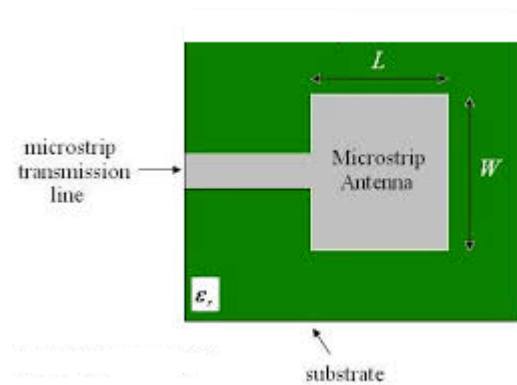 L
microstrip
transmission
line
Microstrip
Antenna
W
εr
substrate